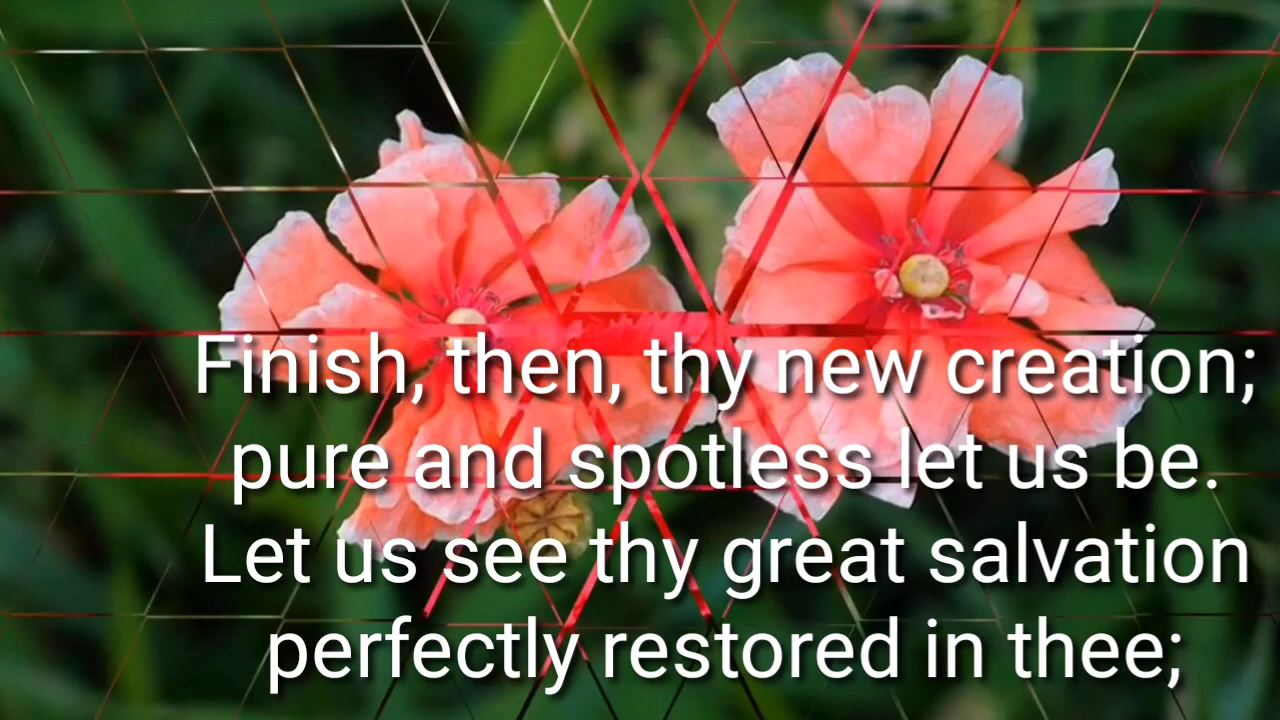 Finish, then, thy new creation;
pure and spotless let us be.
Let us see thy great salvation
perfectly restored in thee;